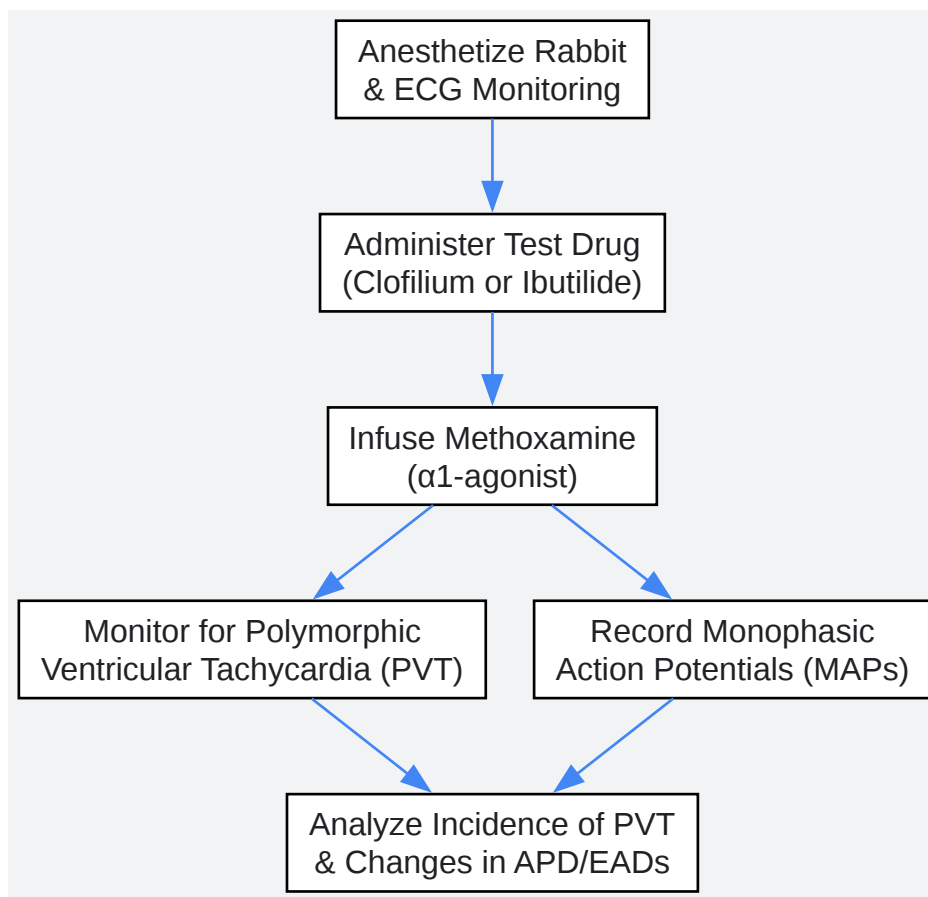 Anesthetize Rabbit
& ECG Monitoring
Administer Test Drug
(Clofilium or Ibutilide)
Infuse Methoxamine
(α1-agonist)
Monitor for Polymorphic
Ventricular Tachycardia (PVT)
Record Monophasic
Action Potentials (MAPs)
Analyze Incidence of PVT
& Changes in APD/EADs